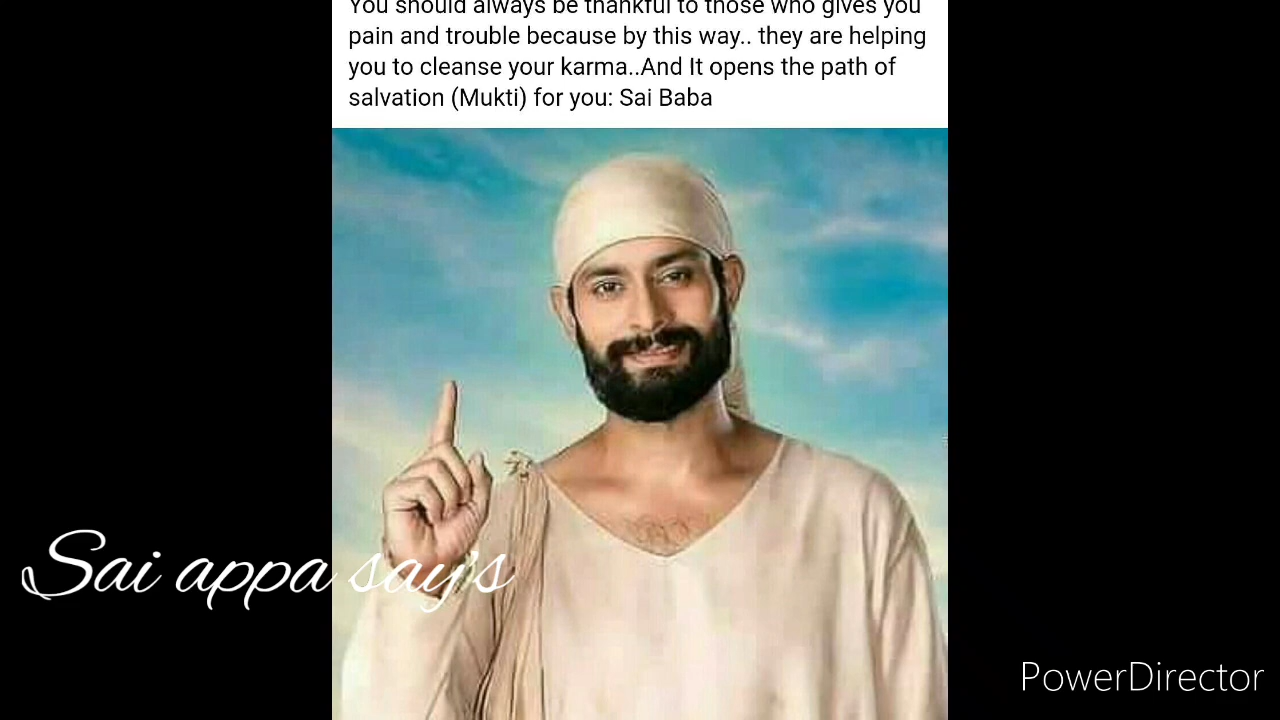 You should always be thankful to those who gives you
pain and trouble because by this way.. they are helping
you to cleanse your karma..And It opens the path of
salvation (Mukti) for you: Sai Baba
Sai appa say's
PowerDirector